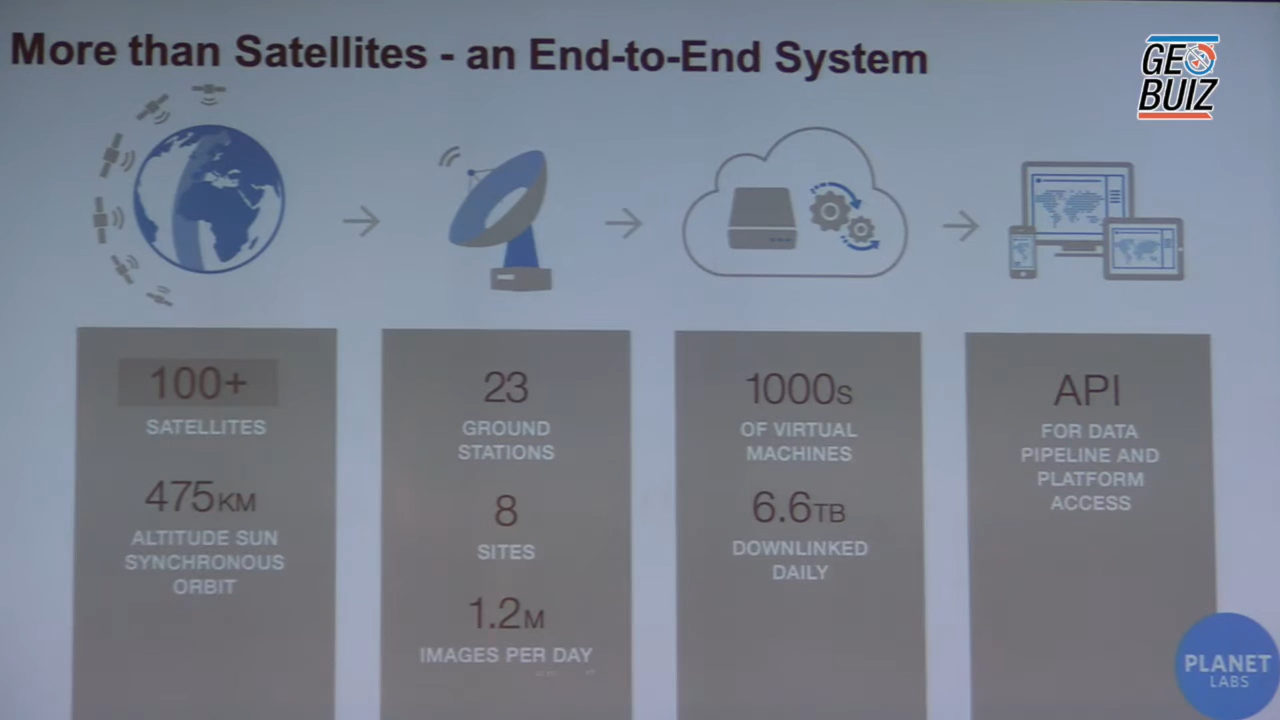 More than Satellites - an End-to-End System
GEO
BUIZ
100+
SATELLITES
475KM
ALTITUDE SUN
SYNCHRONOUS
ORBIT
23
GROUND
STATIONS
8
SITES
1.2M
IMAGES PER DAY
1000s
OF VIRTUAL
MACHINES
6.6TB
DOWNLINKED
DAILY
API
FOR DATA
PIPELINE AND
PLATFORM
ACCESS
PLANET
LABS